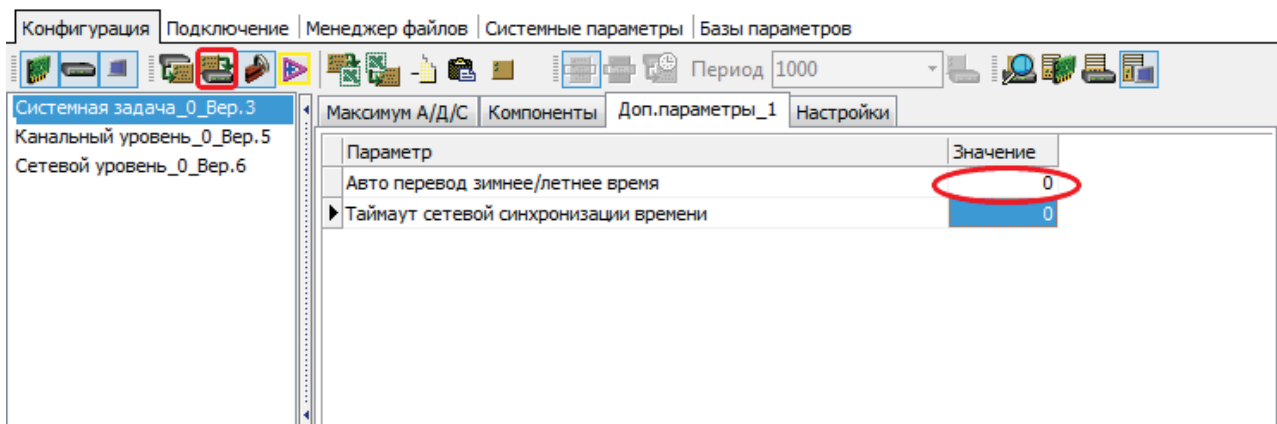 Конфигурация Подключение Менеджер файлов Системные параметры Базы параметров
Период 1000
Системная задача_0_Вер.3
Канальный уровень_0_Вер.5
Сетевой уровень_0_Вер.6
Максимум А/Д/С Компоненты Доп.параметры_1 Настройки
Параметр Значение
Авто перевод зимнее/летнее время 0
Таймаут сетевой синхронизации времени 0